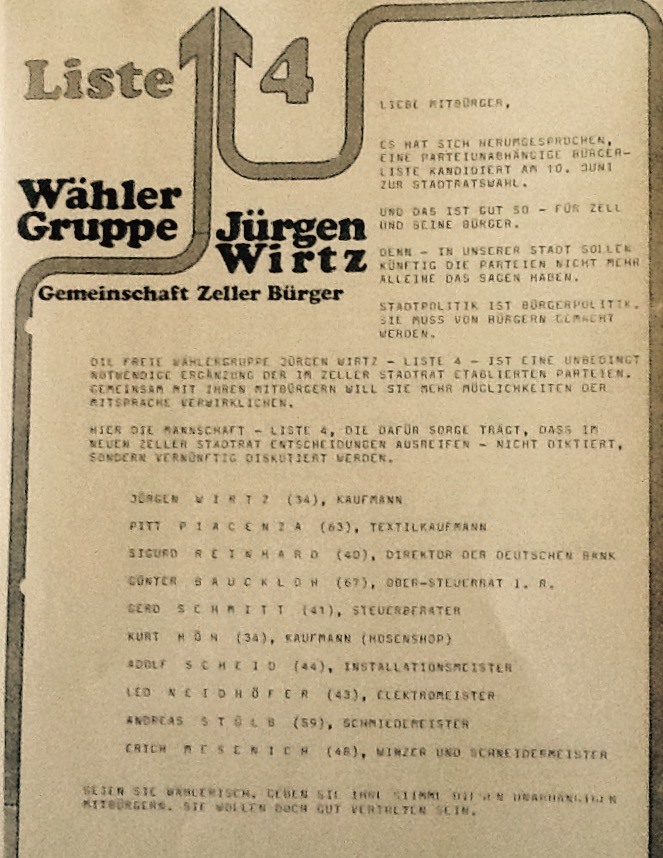 Liste 4
Wähler
Gruppe
Jürgen
Wirtz
Gemeinschaft Zeller Bürger
LIEBE MITBÜRGER,
ES HAT SICH HERUMGESPROCHEN,
EINE PARTEIUNABHÄNGIGE BÜRGER-
LISTE KANDIDIERT AM 10. JUNI
ZUR STADTRATSWAHL.
UND DAS IST GUT SO - FÜR ZELL
UND SEINE BÜRGER.
DENN - IN UNSERER STADT SOLLEN
KÜNFTIG DIE PARTEIEN NICHT MEHR
ALLEINE DAS SAGEN HABEN.
STADTPOLITIK IST BÜRGERPOLITIK.
SIE MUSS VON BÜRGERN GEMACHT
WERDEN.
DIE FREIE WÄHLERGRUPPE JÜRGEN WIRTZ - LISTE 4 - IST EINE UNBEDINGT
NOTWENDIGE ERGÄNZUNG DER IM ZELLER STADTRAT ETABLIERTEN PARTEIEN.
GEMEINSAM MIT IHREN MITBÜRGERN WILL SIE MEHR MÖGLICHKEITEN DER
MITSPRACHE VERWIRKLICHEN.
HIER DIE MANNSCHAFT - LISTE 4, DIE DAFÜR SORGE TRÄGT, DASS IM
NEUEN ZELLER STADTRAT ENTSCHEIDUNGEN AUSREIFEN - NICHT DIKTIERT,
SONDERN VERNÜNFTIG DISKUTIERT WERDEN.
JÜRGEN W I R T Z (34), KAUFMANN
PITT P I A C E N Z A (63), TEXTILKAUFMANN
SIGURD R E I N H A R D (40), DIREKTOR DER DEUTSCHEN BANK
GÜNTER B A U C K L O H (67), OBER-STEUERRAT I. R.
GERD S C H M I T T (41), STEUERBERATER
KURT H Ö H (34), KAUFMANN (HOSENSHOP)
ADOLF S C H E I D (44), INSTALLATIONSMEISTER
LEO N E I D H Ö F E R (43), ELEKTROMEISTER
ANDREAS S T Ö L B (59), SCHMIEDEMEISTER
ERICH M E S E N I C H (48), WINZER UND SCHNEIDERMEISTER
SEIEN SIE WÄHLERISCH. GEBEN SIE IHRE STIMME DIESEN UNABHÄNGIGEN
MITBÜRGERN. SIE WOLLEN DOCH GUT VERTRETEN SEIN.